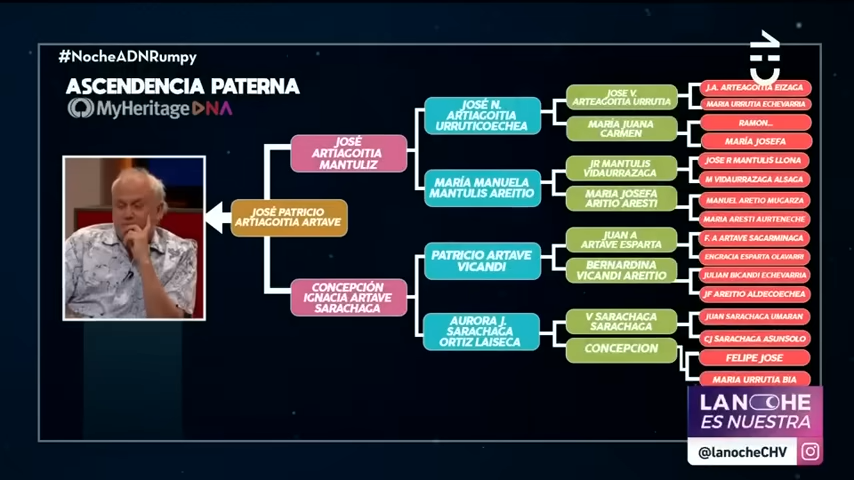 #NocheADNRumpy
CHV
ASCENDENCIA PATERNA
MyHeritage DNA
JOSÉ PATRICIO
ARTIAGOITIA ARTAVE
JOSÉ
ARTIAGOITIA
MANTULIZ
CONCEPCIÓN
IGNACIA ARTAVE
SARACHAGA
JOSÉ N.
ARTIAGOITIA
URRUTICOECHEA
MARÍA MANUELA
MANTULIS AREITIO
PATRICIO ARTAVE
VICANDI
AURORA J.
SARACHAGA
ORTIZ LAISECA
JOSE V.
ARTEAGOITIA URRUTIA
MARÍA JUANA
CARMEN
JR MANTULIS
VIDAURRAZAGA
MARIA JOSEFA
ARITIO ARESTI
JUAN A
ARTAVE ESPARTA
BERNARDINA
VICANDI AREITIO
V SARACHAGA
SARACHAGA
CONCEPCION
J.A. ARTEAGOITIA EIZAGA
MARIA URRUTIA ECHEVARRIA
RAMON...
MARÍA JOSEFA
JOSE R MANTULIS LLONA
M VIDAURRAZAGA ALSAGA
MANUEL ARETIO MUGARZA
MARIA ARESTI AURTENECHE
F. A ARTAVE SAGARMINAGA
ENGRACIA ESPARTA OLAVARRI
JULIAN BICANDI ECHEVARRIA
JF AREITIO ALDECOECHEA
JUAN SARACHAGA UMARAN
CJ SARACHAGA ASUNSOLO
FELIPE JOSE
MARIA URRUTIA BIA
LA NOCHE
ES NUESTRA
@lanocheCHV